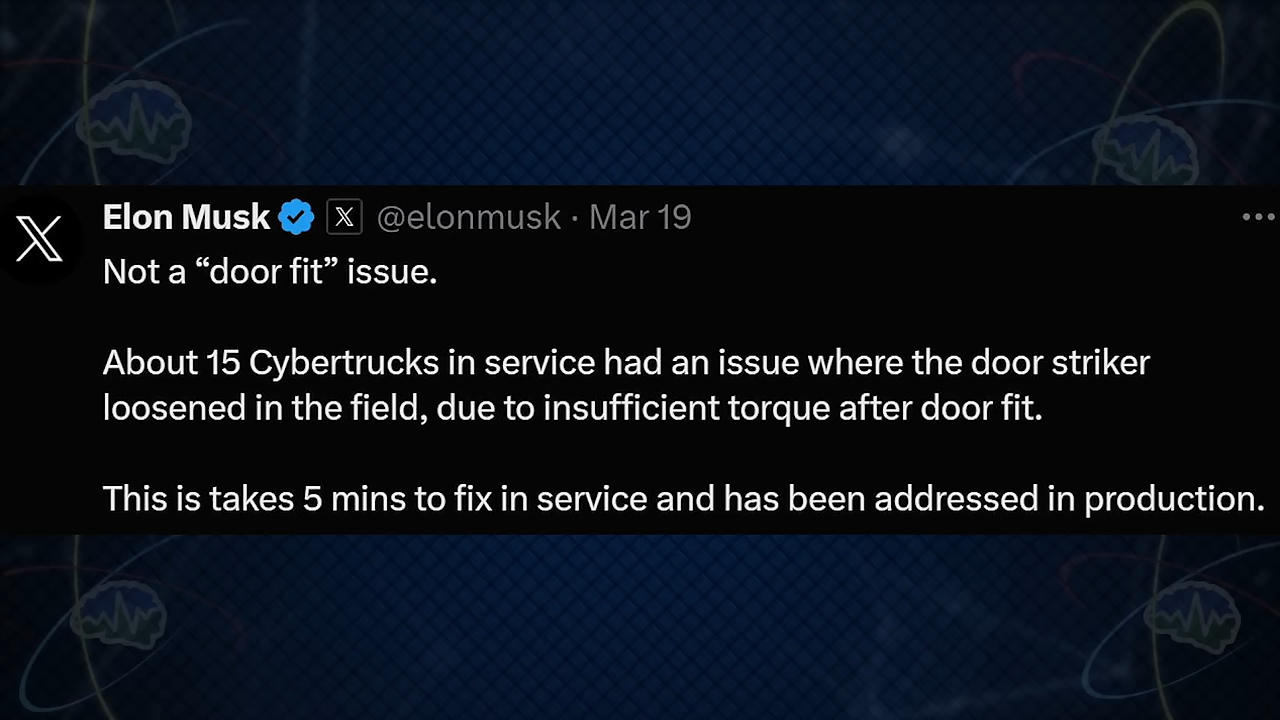 Elon Musk @elonmusk · Mar 19
Not a “door fit” issue.
About 15 Cybertrucks in service had an issue where the door striker
loosened in the field, due to insufficient torque after door fit.
This is takes 5 mins to fix in service and has been addressed in production.